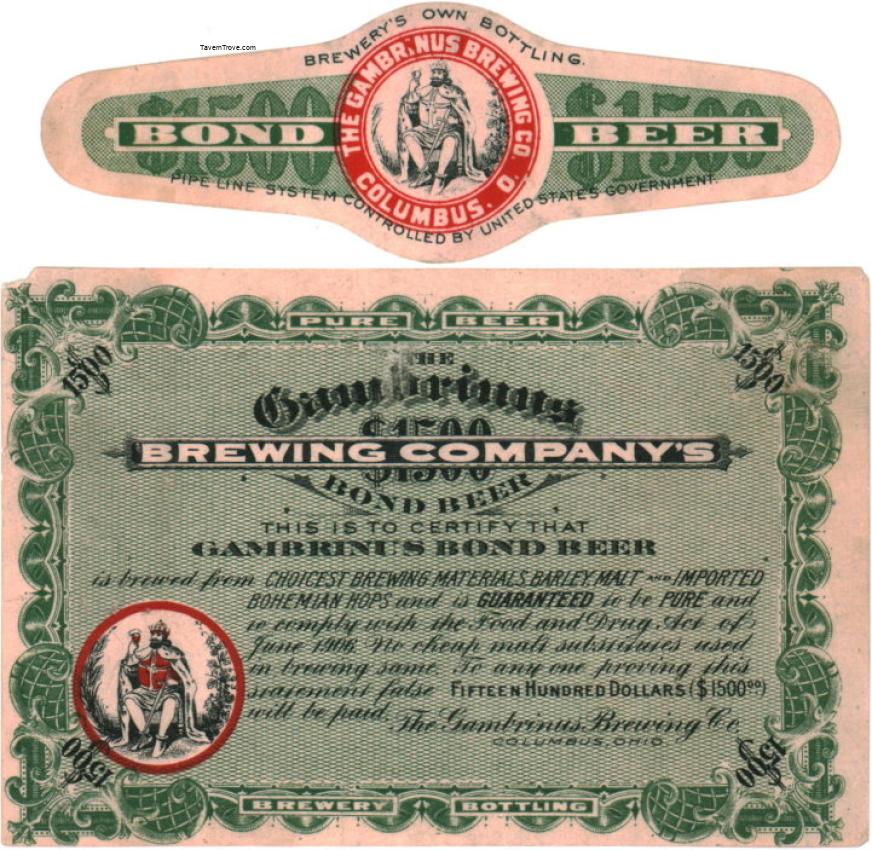 TavernTrove.com
BREWERY'S OWN BOTTLING.
THE GAMBRINUS BREWING CO.
COLUMBUS. O.
$1500 $1500
BOND BEER
PIPE LINE SYSTEM CONTROLLED BY UNITED STATES GOVERNMENT.
PURE BEER
$1500 $1500
THE
Gambrinus
$1500
BREWING COMPANY'S
$1500
BOND BEER
THIS IS TO CERTIFY THAT
GAMBRINUS BOND BEER
is brewed from CHOICEST BREWING MATERIALS, BARLEY, MALT AND IMPORTED
BOHEMIAN HOPS and is GUARANTEED to be PURE and
to comply with the Food and Drug Act of
June 1906. No cheap malt substitutes used
in brewing same. To any one proving this
statement false FIFTEEN HUNDRED DOLLARS ($1500⁰⁰)
will be paid. The Gambrinus Brewing Co.
COLUMBUS, OHIO.
$1500 $1500
BREWERY BOTTLING